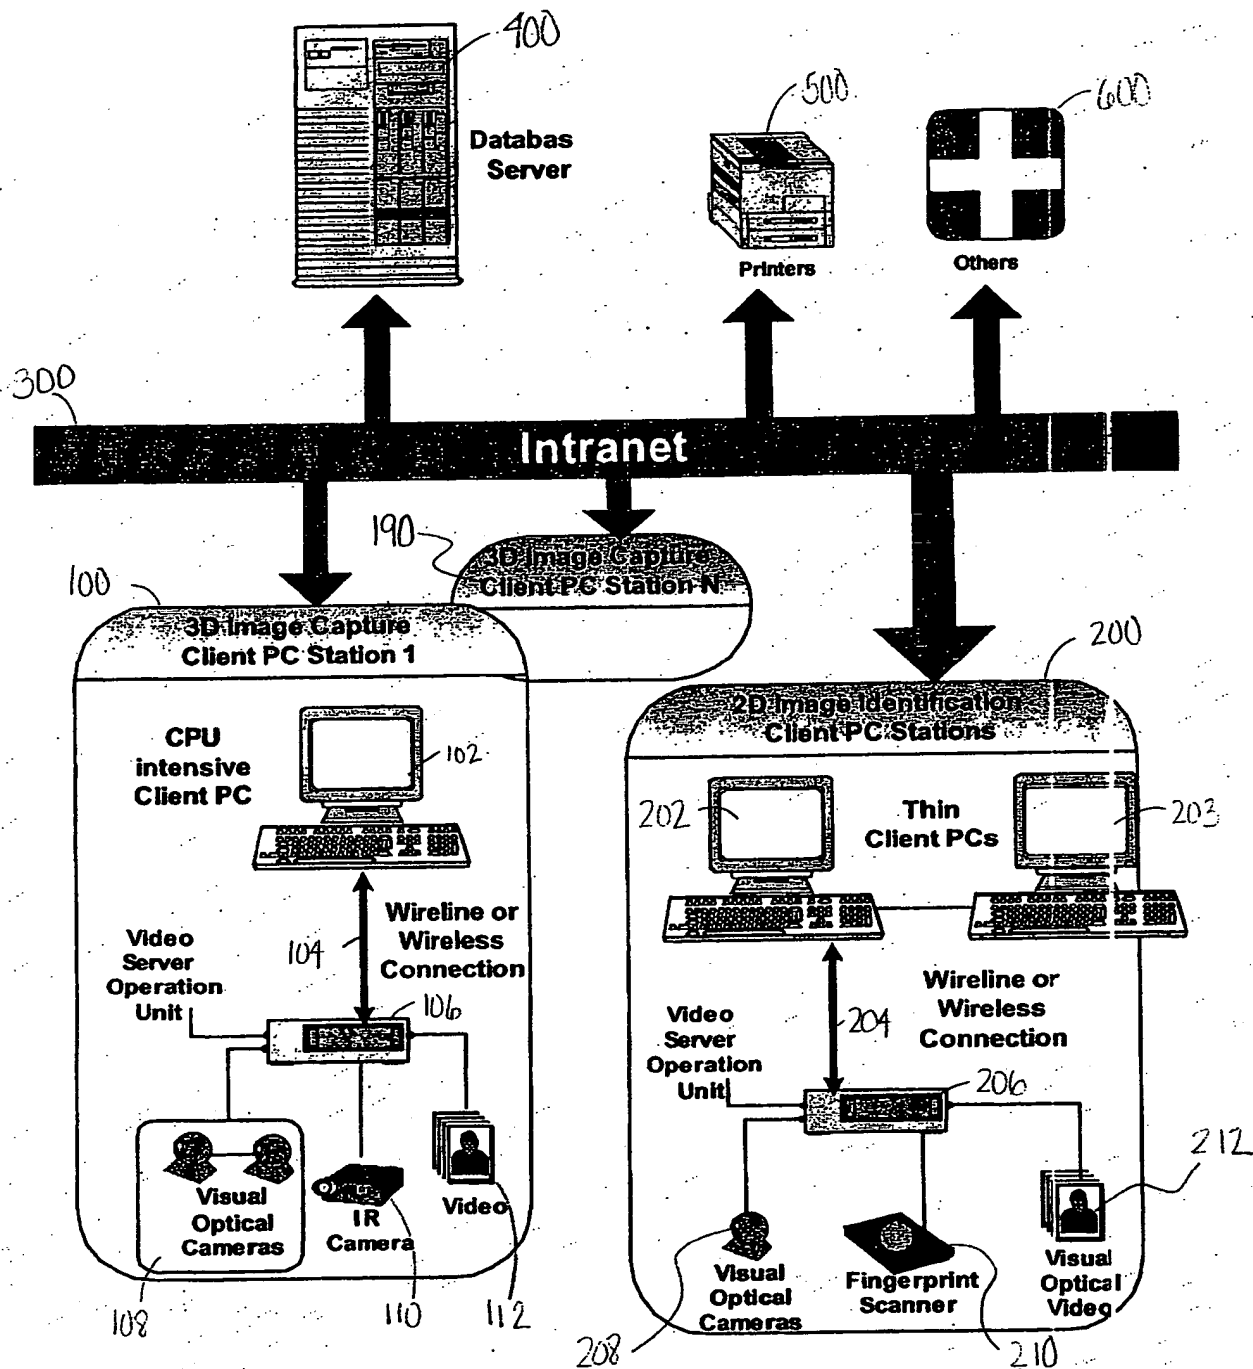 400
Databas
Server
500
Printers
600
Others
300
Intranet
190
3D Image Capture
Client PC Station N
100
3D Image Capture
Client PC Station 1
CPU
intensive
Client PC
102
104
Wireline or
Wireless
Connection
Video
Server
Operation
Unit
106
Visual
Optical
Cameras
108
IR
Camera
110
Video
112
200
2D Image Identification
Client PC Stations
202
Thin
Client PCs
203
204
Wireline or
Wireless
Connection
Video
Server
Operation
Unit
206
Visual
Optical
Cameras
208
Fingerprint
Scanner
210
212
Visual
Optical
Video